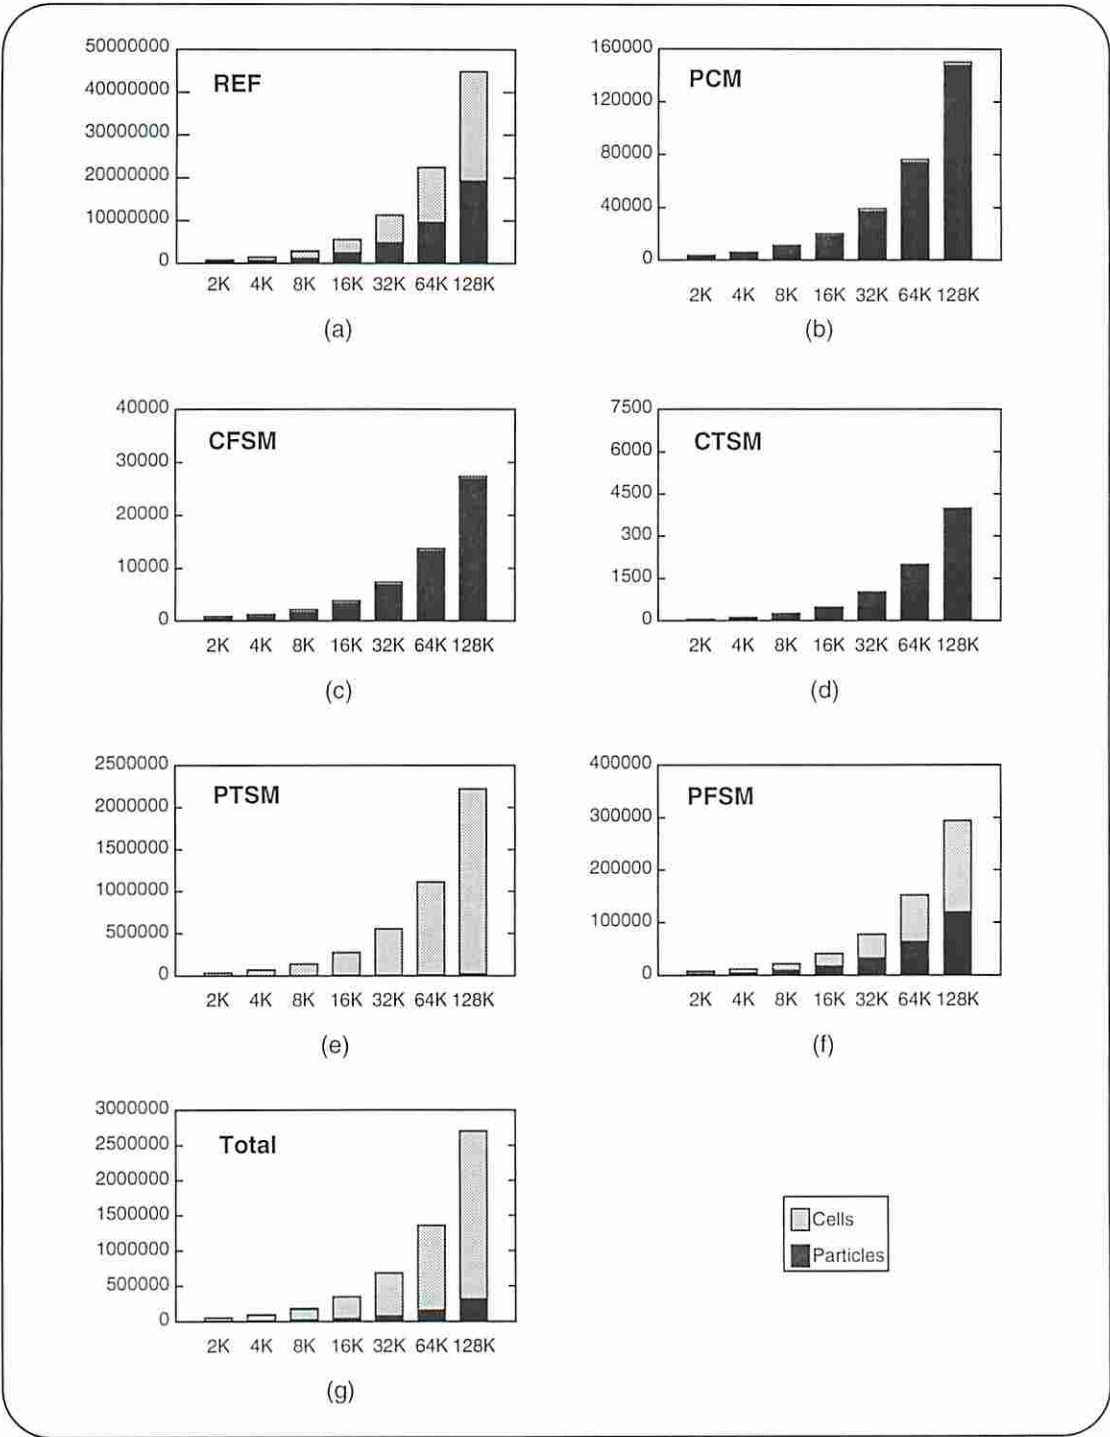 50000000
40000000
30000000
20000000
10000000
0
REF
2K 4K 8K 16K 32K 64K 128K
(a)
160000
120000
80000
40000
0
PCM
2K 4K 8K 16K 32K 64K 128K
(b)
40000
30000
20000
10000
0
CFSM
2K 4K 8K 16K 32K 64K 128K
(c)
7500
6000
4500
300
1500
0
CTSM
2K 4K 8K 16K 32K 64K 128K
(d)
2500000
2000000
1500000
1000000
500000
0
PTSM
2K 4K 8K 16K 32K 64K 128K
(e)
400000
300000
200000
100000
0
PFSM
2K 4K 8K 16K 32K 64K 128K
(f)
3000000
2500000
2000000
1500000
1000000
500000
0
Total
2K 4K 8K 16K 32K 64K 128K
(g)
Cells
Particles